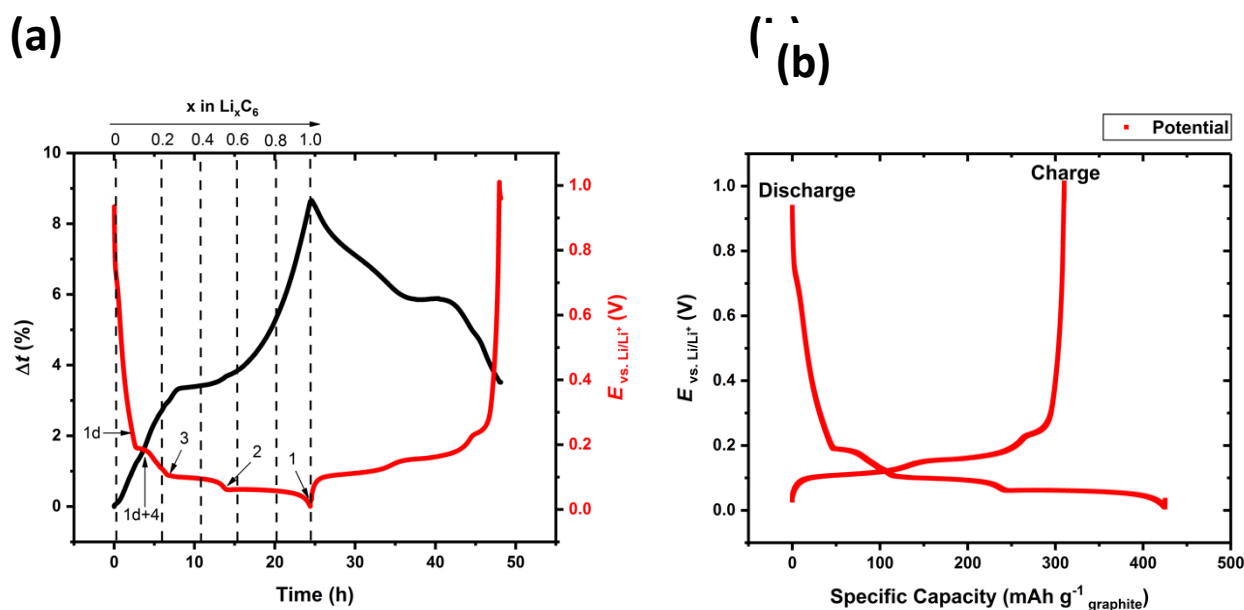 (a)
(b)
x in LiₓC₆
0 0.2 0.4 0.6 0.8 1.0
10
8
6
4
2
0
Δt (%)
1d
1d+4
3
2
1
1.0
0.8
0.6
0.4
0.2
0.0
E vs. Li/Li⁺ (V)
0 10 20 30 40 50
Time (h)
Potential
Discharge
Charge
1.0
0.8
0.6
0.4
0.2
0.0
E vs. Li/Li⁺ (V)
0 100 200 300 400 500
Specific Capacity (mAh g⁻¹ graphite)